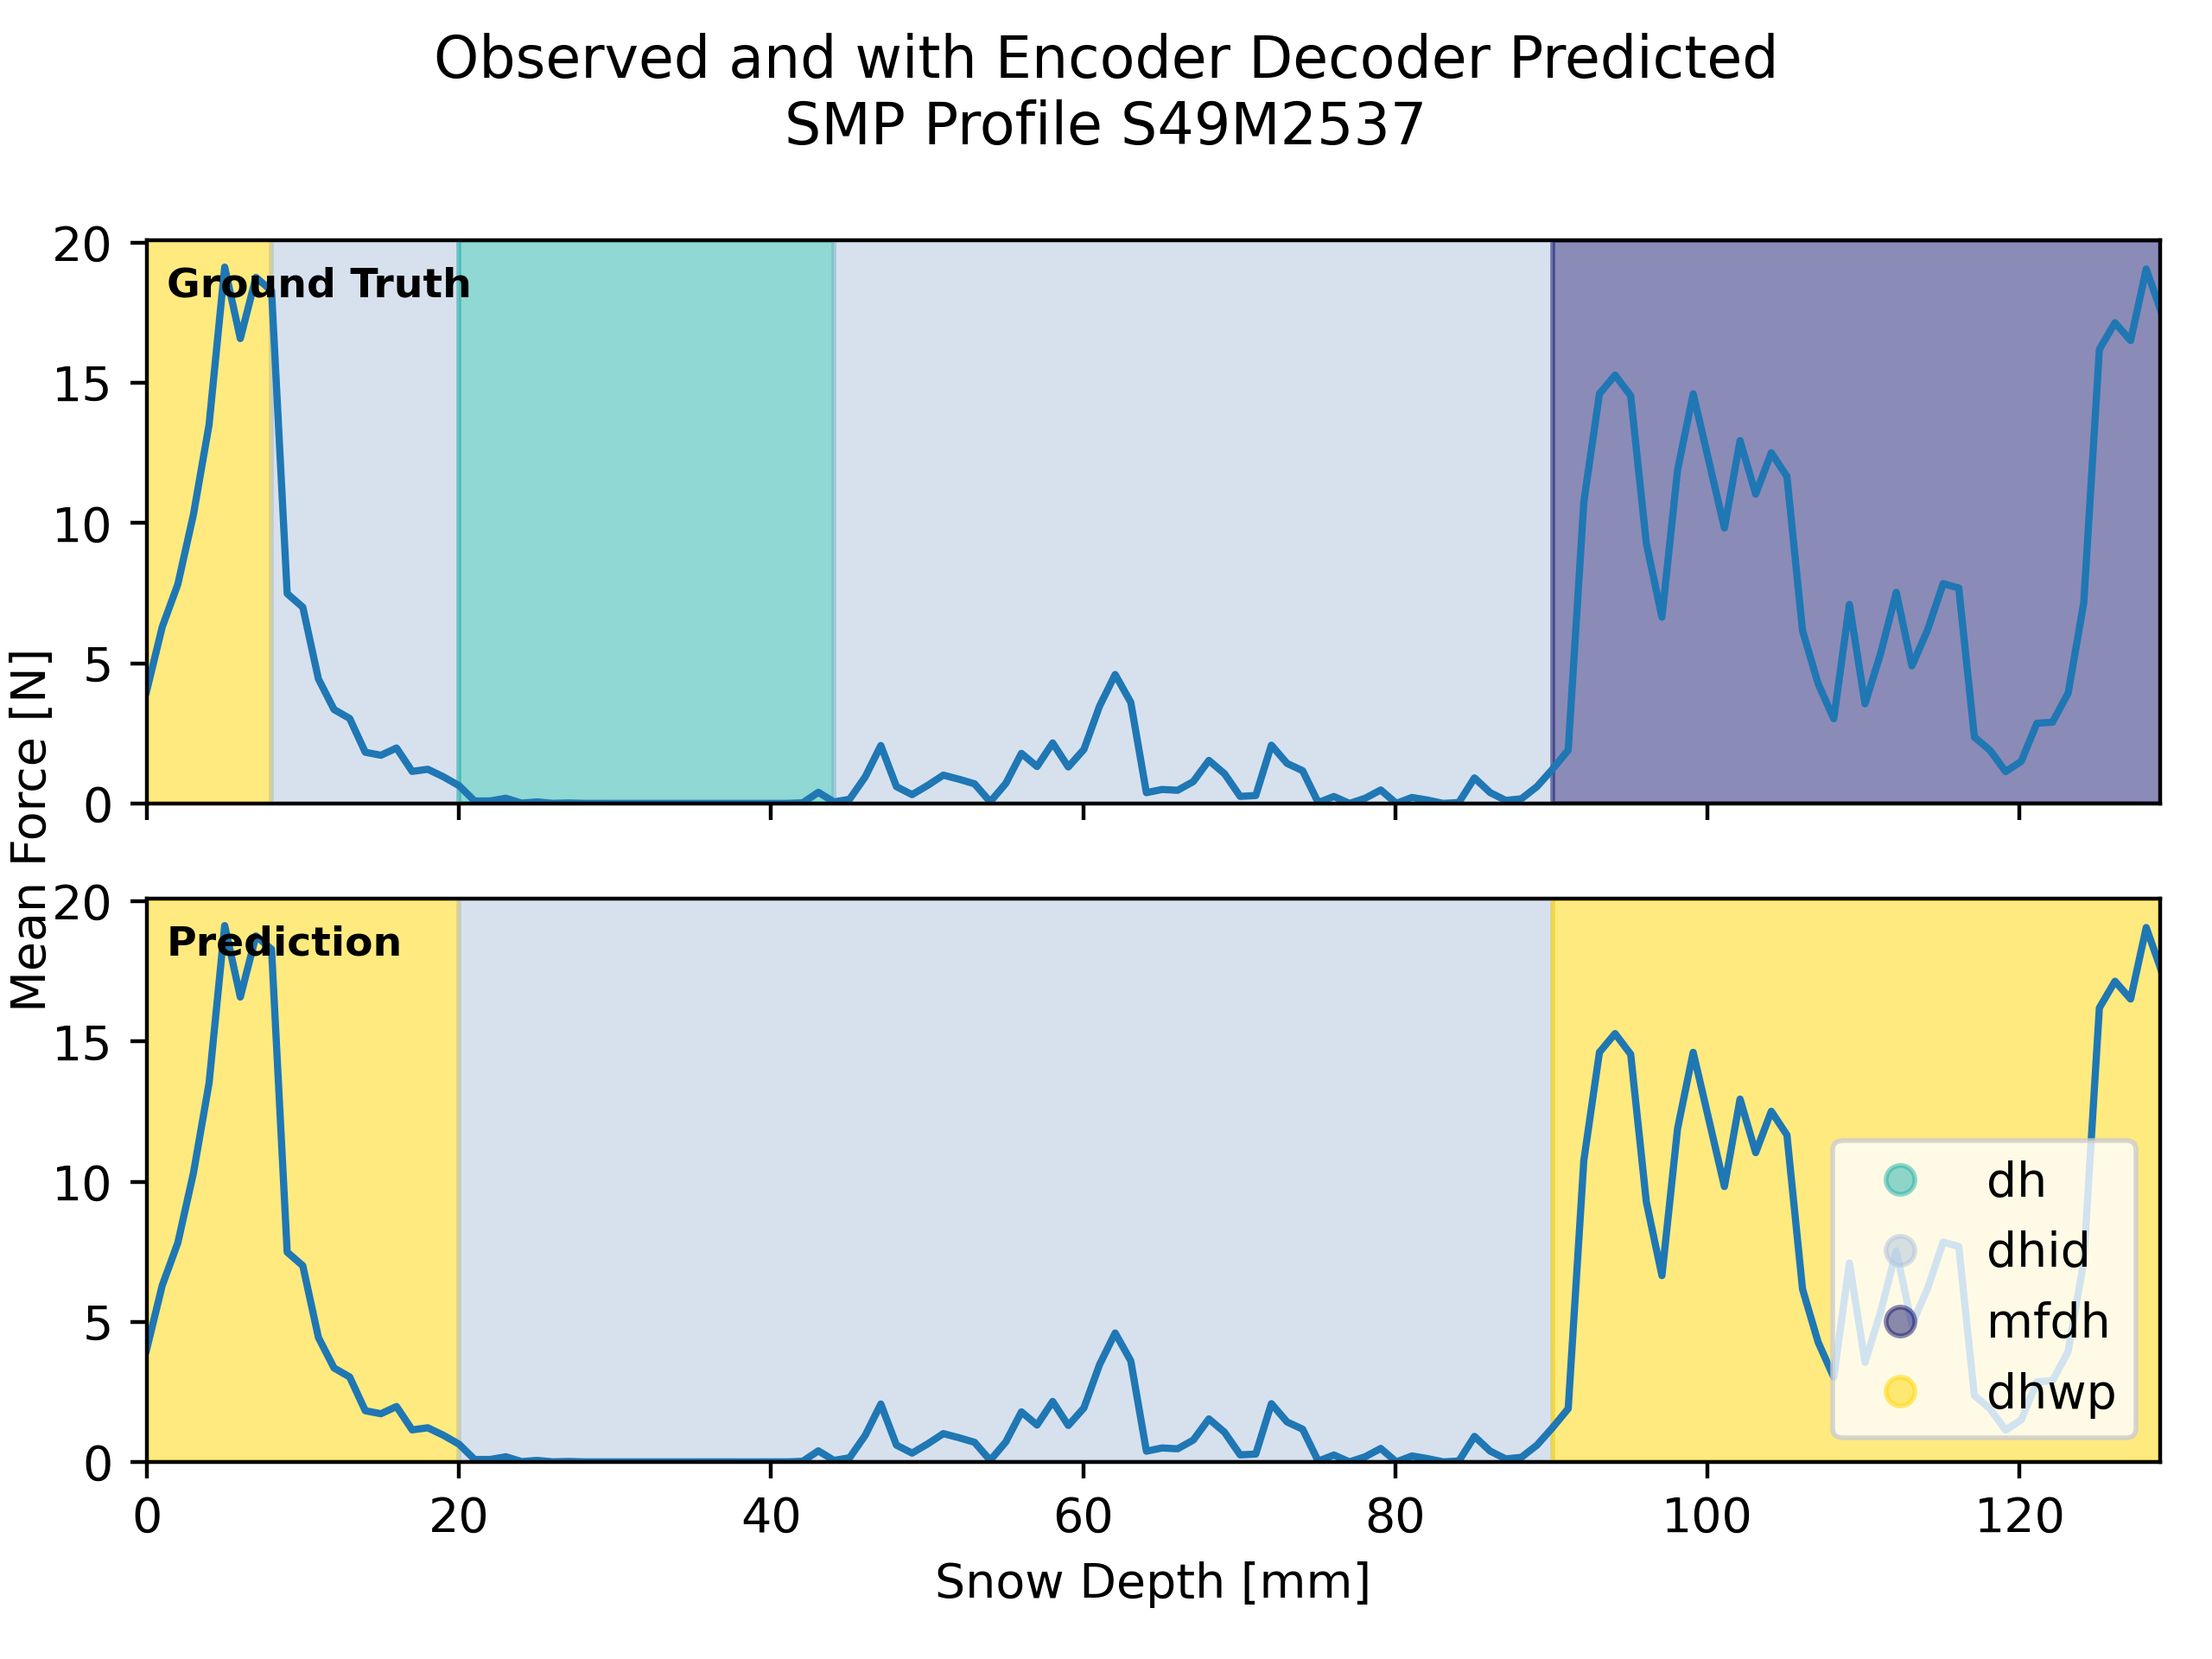 Observed and with Encoder Decoder Predicted
SMP Profile S49M2537
20
15
10
5
0
Ground Truth
Mean Force [N]
20
15
10
5
0
Prediction
dh
dhid
mfdh
dhwp
0 20 40 60 80 100 120
Snow Depth [mm]